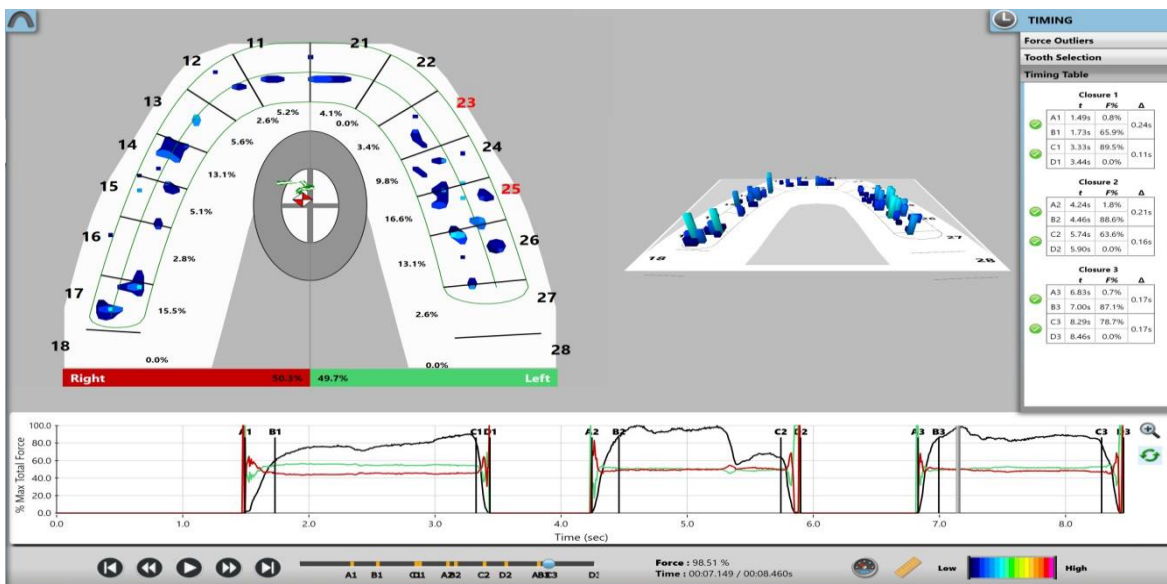 TIMING
Force Outliers
Tooth Selection
Timing Table
Closure 1
t F% Δ
A1 1.49s 0.8% 0.24s
B1 1.73s 65.9%
C1 3.33s 89.5% 0.11s
D1 3.44s 0.0%
Closure 2
t F% Δ
A2 4.24s 1.8% 0.21s
B2 4.46s 88.6%
C2 5.74s 63.6% 0.16s
D2 5.90s 0.0%
Closure 3
t F% Δ
A3 6.83s 0.7% 0.17s
B3 7.00s 87.1%
C3 8.29s 78.7% 0.17s
D3 8.46s 0.0%
11 21
12 22
13 23
14 24
15 25
16 26
17 27
18 28
5.2% 4.1%
2.6% 0.0%
5.6% 3.4%
13.1% 9.8%
5.1% 16.6%
2.8% 13.1%
15.5% 2.6%
0.0% 0.0%
Right 50.3% 49.7% Left
18 27 28
% Max Total Force
100.0
80.0
60.0
40.0
20.0
0.0
A1 B1 C1 D1 A2 B2 C2 D2 A3 B3 C3 D3
0.0 1.0 2.0 3.0 4.0 5.0 6.0 7.0 8.0
Time (sec)
A1 B1 C2 D2
Force : 98.51 %
Time : 00:07.149 / 00:08.460s
Low High